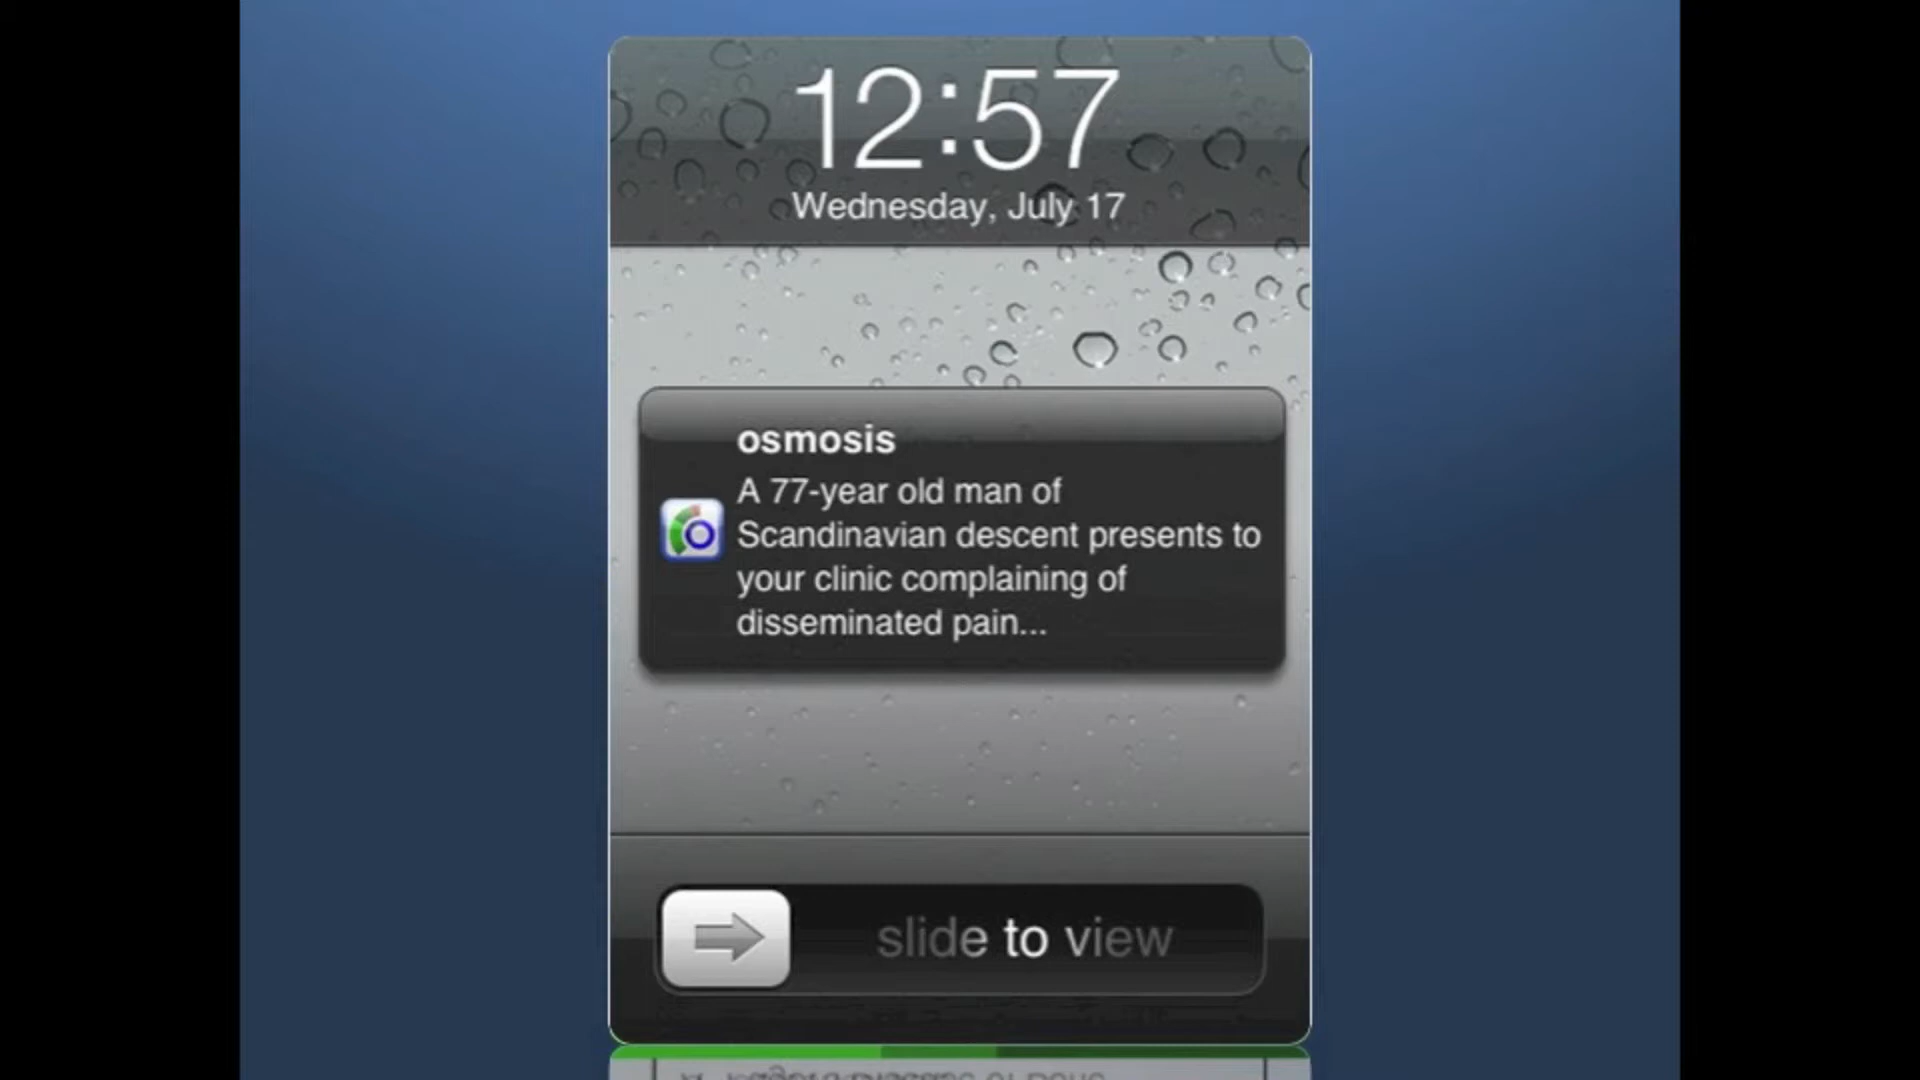 12:57
Wednesday, July 17
osmosis
A 77-year old man of
Scandinavian descent presents to
your clinic complaining of
disseminated pain...
slide to view